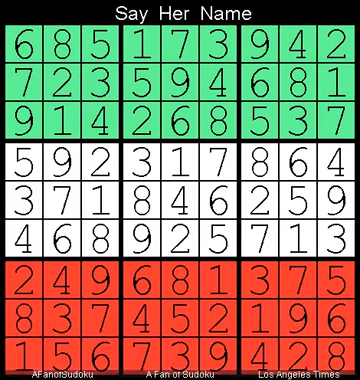 Say Her Name
6 8 5 1 7 3 9 4 2
7 2 3 5 9 4 6 8 1
9 1 4 2 6 8 5 3 7
5 9 2 3 1 7 8 6 4
3 7 1 8 4 6 2 5 9
4 6 8 9 2 5 7 1 3
2 4 9 6 8 1 3 7 5
8 3 7 4 5 2 1 9 6
1 5 6 7 3 9 4 2 8
AFanofSudoku A Fan of Sudoku Los Angeles Times